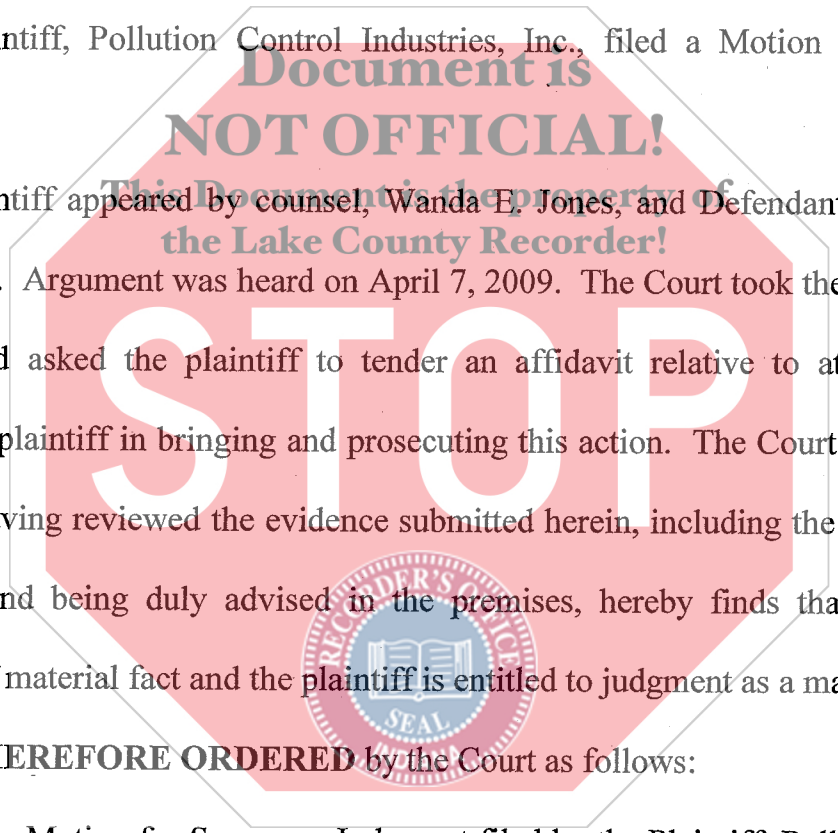 ntiff, Pollution Control Industries, Inc., filed a Motion
Document is
NOT OFFICIAL!
This Document is the property of
the Lake County Recorder!
ntiff appeared by counsel, Wanda E. Jones, and Defendan
. Argument was heard on April 7, 2009. The Court took the
d asked the plaintiff to tender an affidavit relative to at
plaintiff in bringing and prosecuting this action. The Court
ving reviewed the evidence submitted herein, including the
nd being duly advised in the premises, hereby finds tha
f material fact and the plaintiff is entitled to judgment as a ma
EREFORE ORDERED by the Court as follows:
STOP
RECORDER'S OFFICE
SEAL
INDIANA